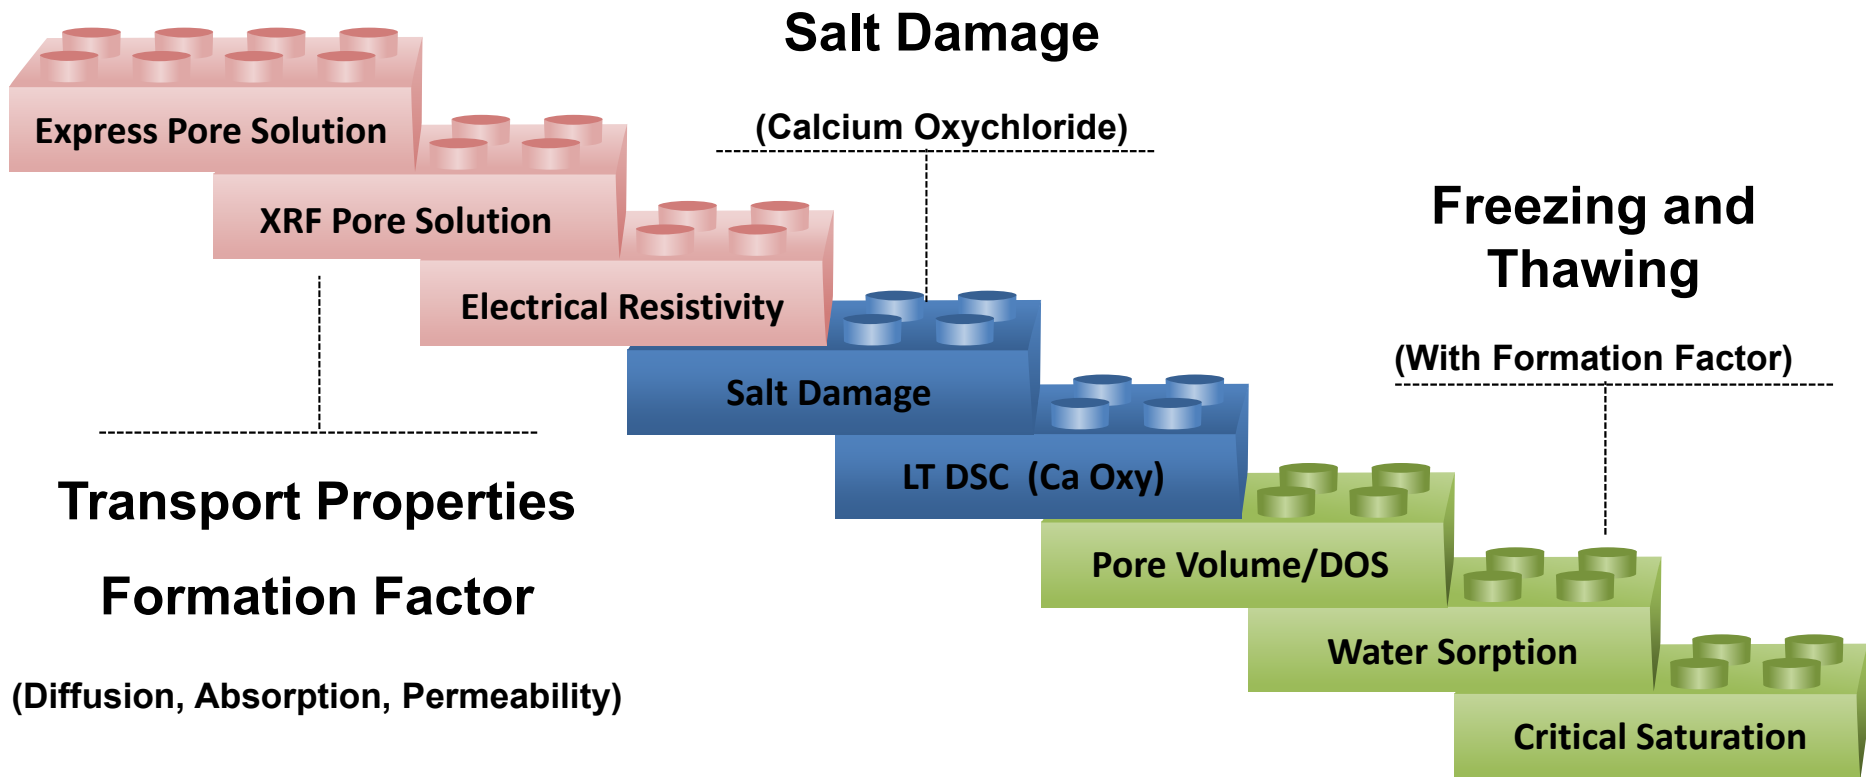 Salt Damage
(Calcium Oxychloride)
Express Pore Solution
XRF Pore Solution
Electrical Resistivity
Salt Damage
LT DSC (Ca Oxy)
Freezing and
Thawing
(With Formation Factor)
Pore Volume/DOS
Water Sorption
Critical Saturation
Transport Properties
Formation Factor
(Diffusion, Absorption, Permeability)